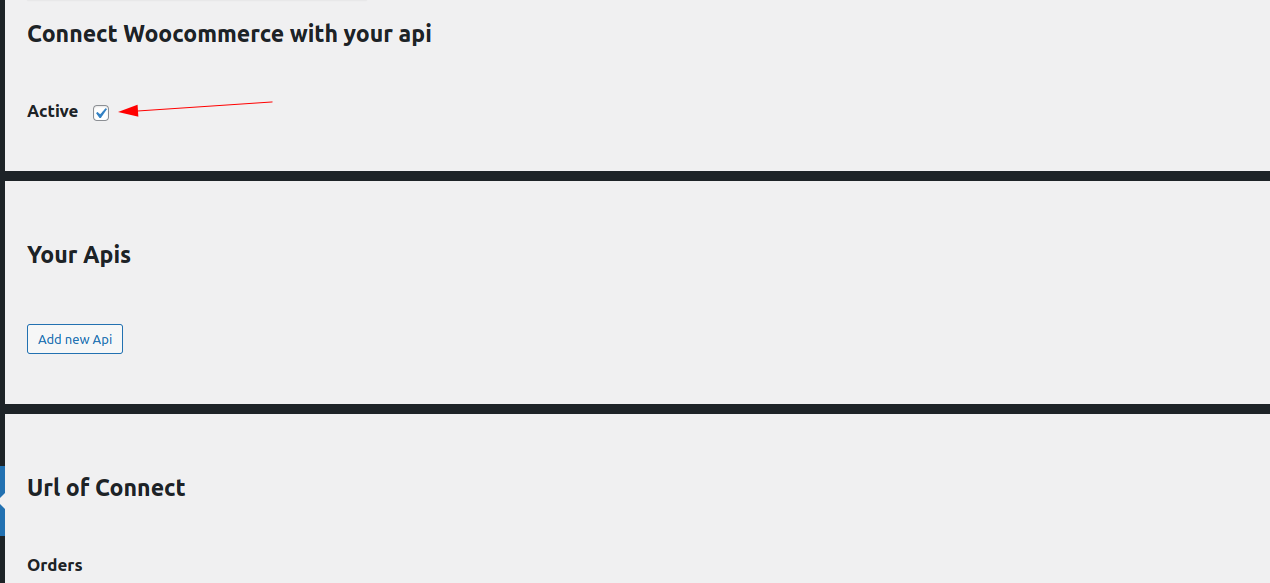 Connect Woocommerce with your api
Active
Your Apis
Add new Api
Url of Connect
Orders